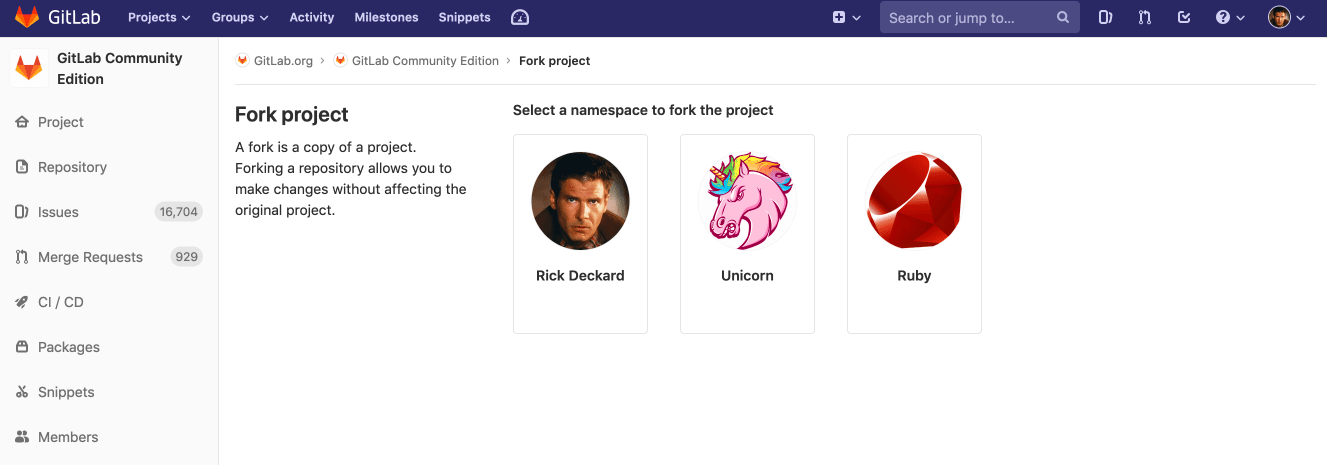 GitLab Projects Groups Activity Milestones Snippets Search or jump to...
GitLab Community
Edition
Project
Repository
Issues 16,704
Merge Requests 929
CI / CD
Packages
Snippets
Members
GitLab.org › GitLab Community Edition › Fork project
Fork project
A fork is a copy of a project.
Forking a repository allows you to
make changes without affecting the
original project.
Select a namespace to fork the project
Rick Deckard
Unicorn
Ruby